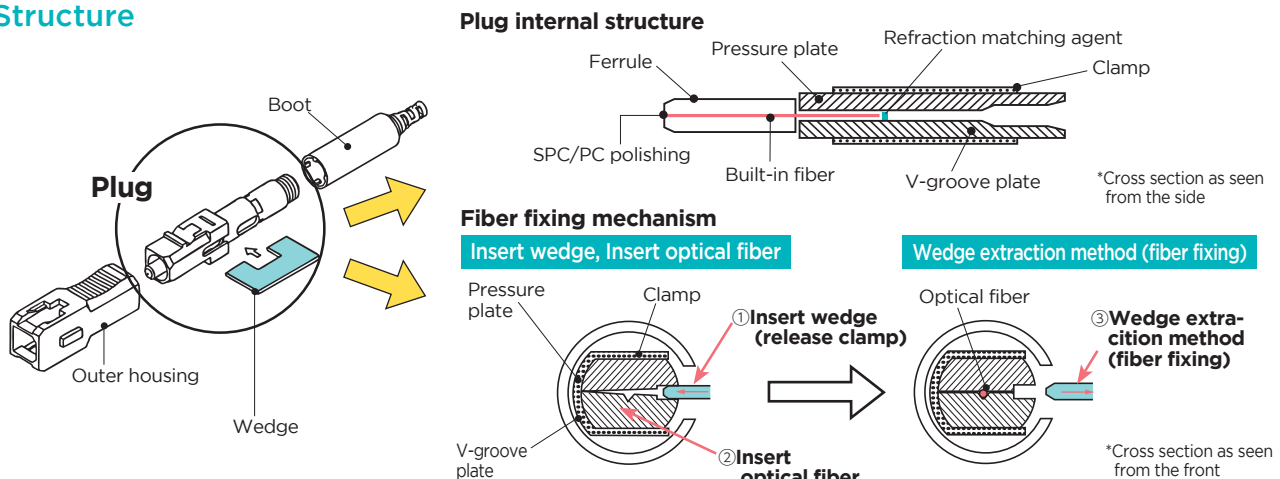 Structure
Boot
Plug
Outer housing
Wedge
Plug internal structure
Refraction matching agent
Pressure plate
Ferrule
Clamp
SPC/PC polishing
Built-in fiber
V-groove plate
*Cross section as seen
from the side
Fiber fixing mechanism
Insert wedge, Insert optical fiber
Pressure
plate
Clamp
①Insert wedge
(release clamp)
V-groove
plate
②Insert
optical fiber
Wedge extraction method (fiber fixing)
Optical fiber
③Wedge extra-
cition method
(fiber fixing)
*Cross section as seen
from the front